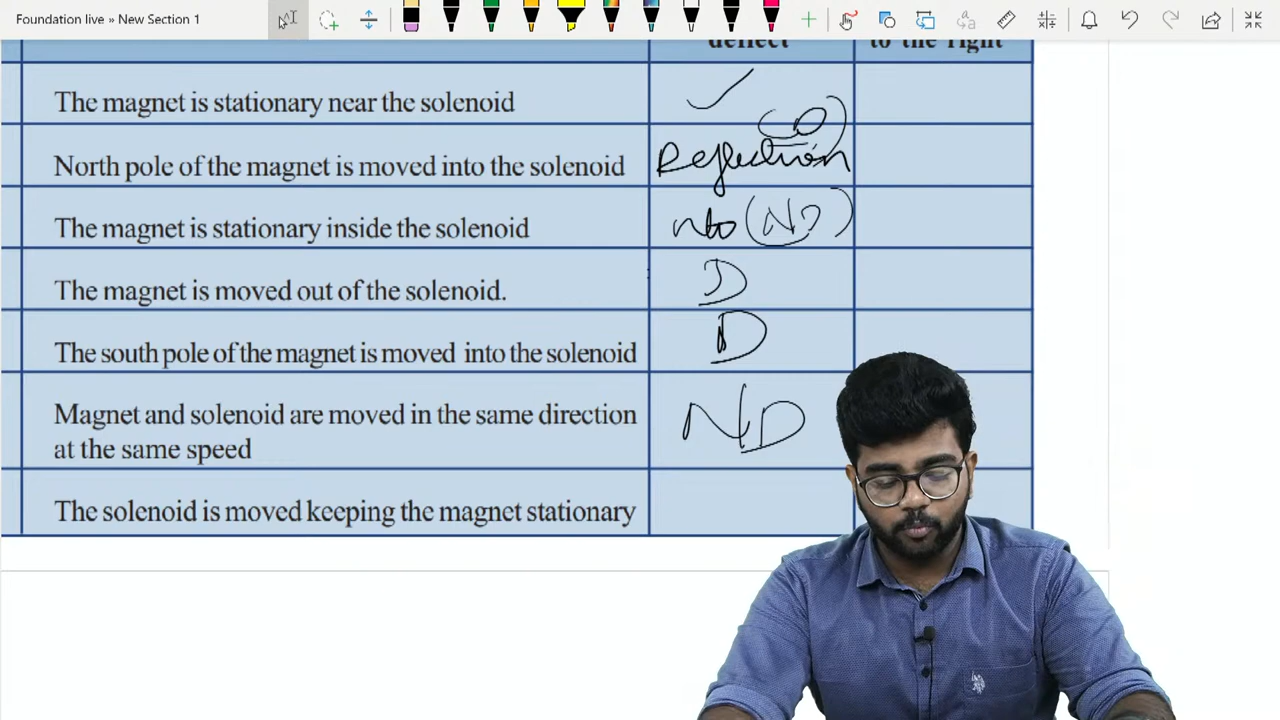 Foundation live » New Section 1
deflect to the right
The magnet is stationary near the solenoid
(D)
North pole of the magnet is moved into the solenoid Deflection
The magnet is stationary inside the solenoid (ND)
The magnet is moved out of the solenoid. D
The south pole of the magnet is moved into the solenoid D
Magnet and solenoid are moved in the same direction ND
at the same speed
The solenoid is moved keeping the magnet stationary